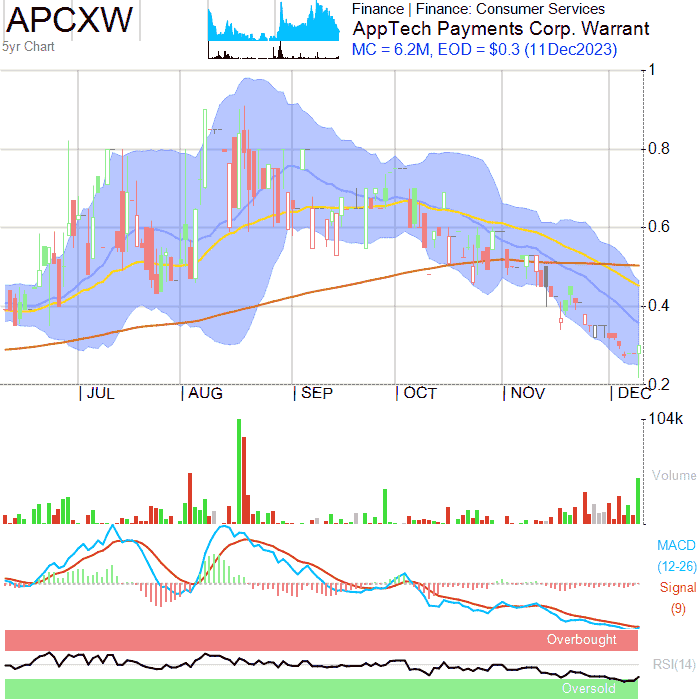 APCXW
5yr Chart
Finance | Finance: Consumer Services
AppTech Payments Corp. Warrant
MC = 6.2M, EOD = $0.3 (11Dec2023)
1
0.8
0.6
0.4
0.2
JUL AUG SEP OCT NOV DEC
104k
Volume
MACD
(12-26)
Signal
(9)
Overbought
RSI(14)
Oversold